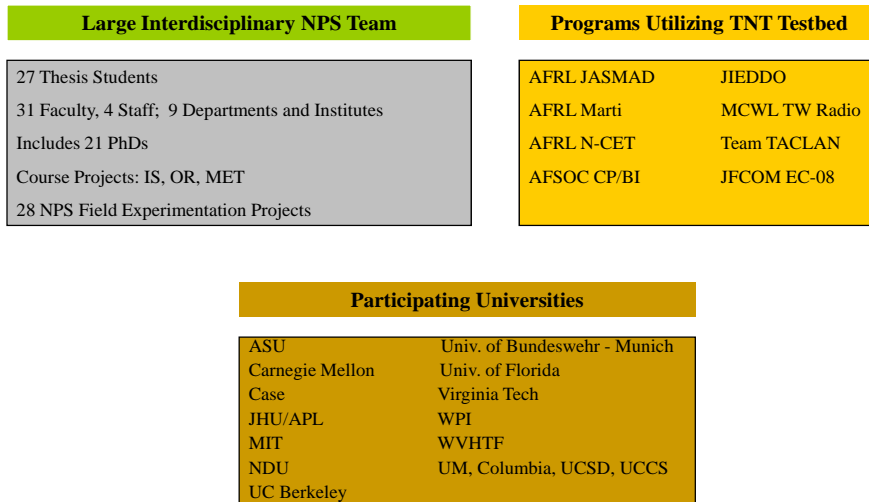 Large Interdisciplinary NPS Team
27 Thesis Students
31 Faculty, 4 Staff; 9 Departments and Institutes
Includes 21 PhDs
Course Projects: IS, OR, MET
28 NPS Field Experimentation Projects
Programs Utilizing TNT Testbed
AFRL JASMAD JIEDDO
AFRL Marti MCWL TW Radio
AFRL N-CET Team TACLAN
AFSOC CP/BI JFCOM EC-08
Participating Universities
ASU Univ. of Bundeswehr - Munich
Carnegie Mellon Univ. of Florida
Case Virginia Tech
JHU/APL WPI
MIT WVHTF
NDU UM, Columbia, UCSD, UCCS
UC Berkeley